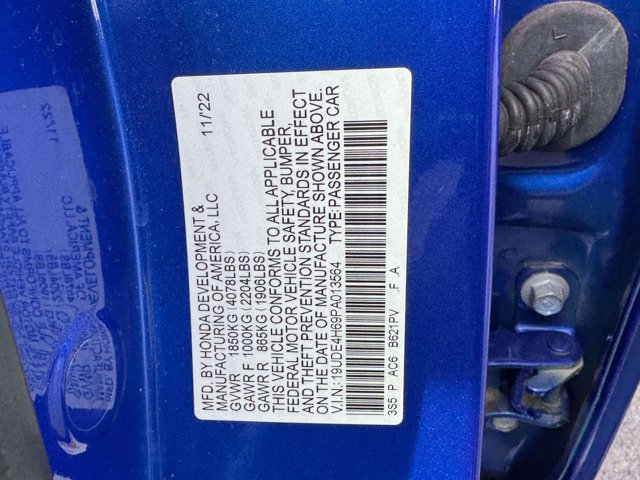 MFD. BY HONDA DEVELOPMENT & 11/22
MANUFACTURING OF AMERICA, LLC
GVWR 1850KG (4078LBS)
GAWR F 1000KG (2204LBS)
GAWR R 865KG (1906LBS)
THIS VEHICLE CONFORMS TO ALL APPLICABLE
FEDERAL MOTOR VEHICLE SAFETY, BUMPER,
AND THEFT PREVENTION STANDARDS IN EFFECT
ON THE DATE OF MANUFACTURE SHOWN ABOVE.
V.I.N.:19UDE4H69PA013564 TYPE:PASSENGER CAR
3S5 P AC6 B621PV .F .A